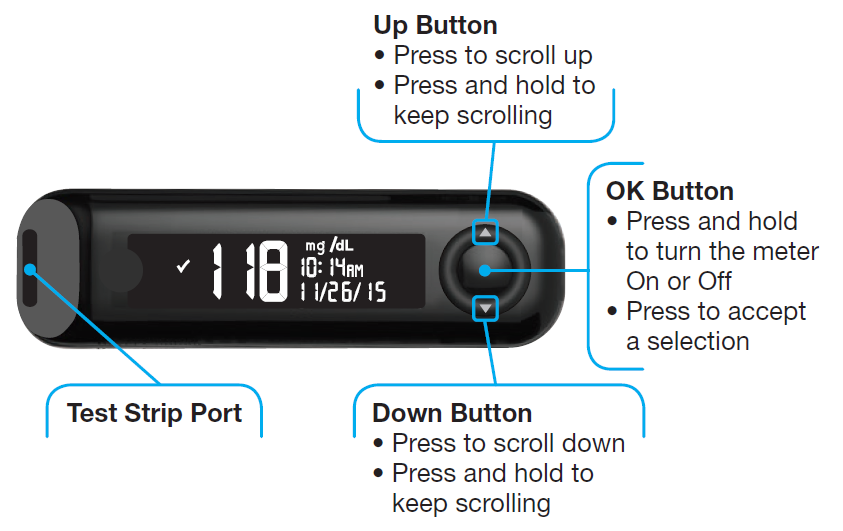 Up Button
• Press to scroll up
• Press and hold to
keep scrolling
OK Button
• Press and hold
to turn the meter
On or Off
• Press to accept
a selection
✓ 118 mg/dL
10:14AM
11/26/15
Test Strip Port
Down Button
• Press to scroll down
• Press and hold to
keep scrolling